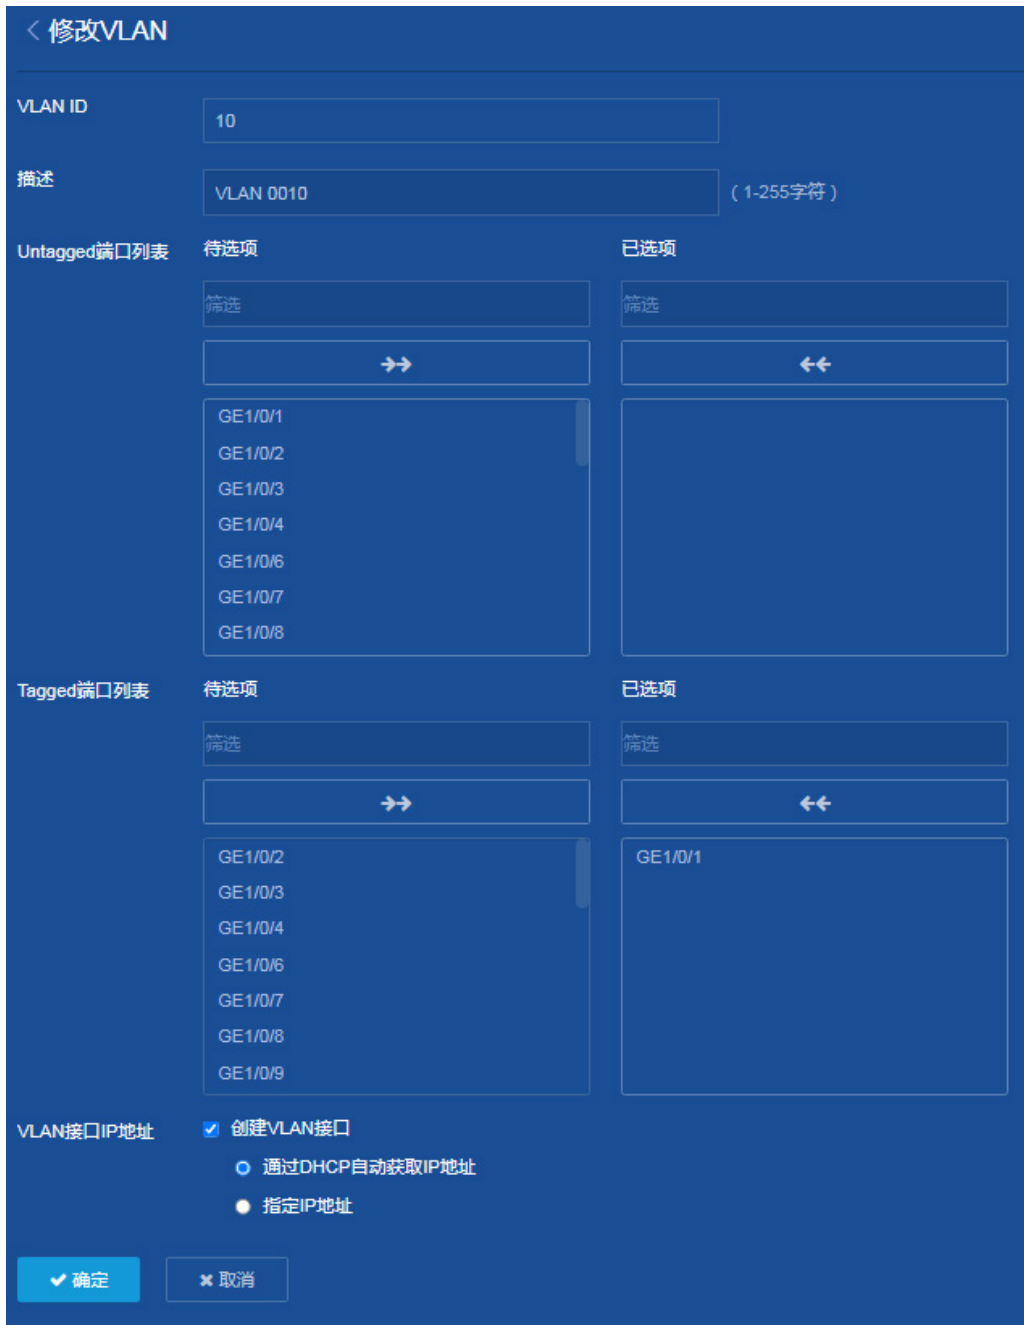 修改VLAN
VLAN ID
10
描述
VLAN 0010
（1-255字符）
Untagged端口列表
待选项
已选项
筛选
筛选
GE1/0/1
GE1/0/2
GE1/0/3
GE1/0/4
GE1/0/6
GE1/0/7
GE1/0/8
Tagged端口列表
待选项
已选项
筛选
筛选
GE1/0/2
GE1/0/3
GE1/0/4
GE1/0/6
GE1/0/7
GE1/0/8
GE1/0/9
GE1/0/1
VLAN接口IP地址
创建VLAN接口
通过DHCP自动获取IP地址
指定IP地址
确定
取消